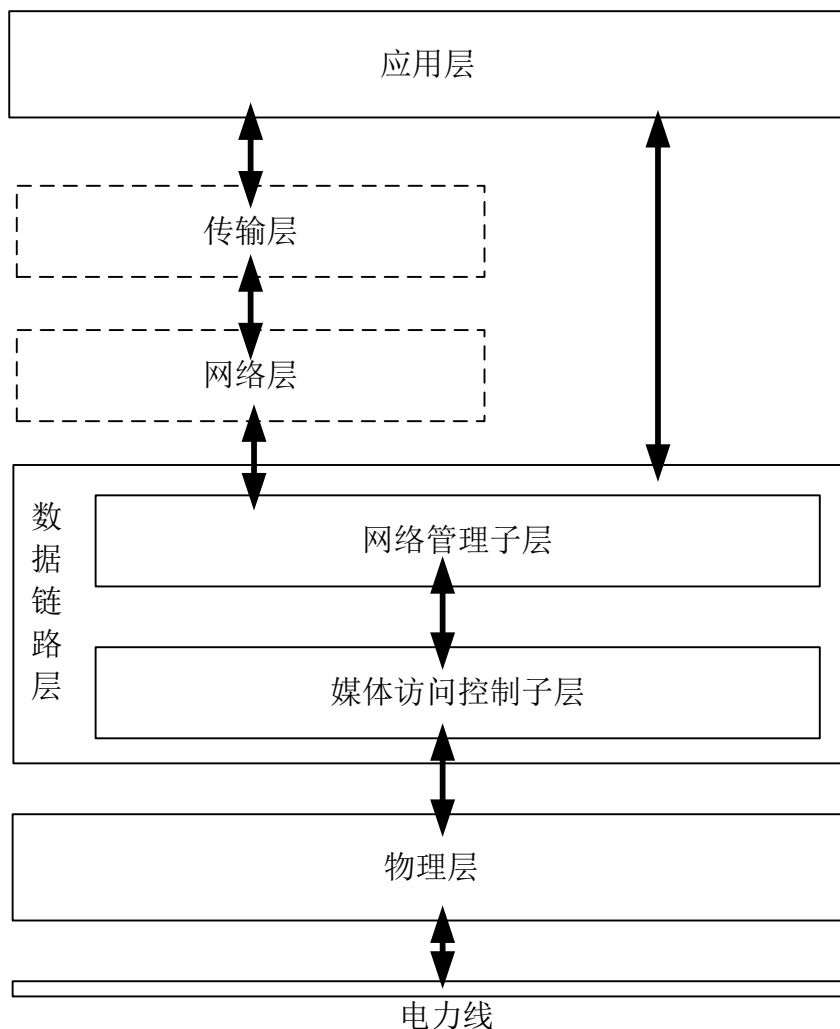 应用层
传输层
网络层
数据链路层
网络管理子层
媒体访问控制子层
物理层
电力线